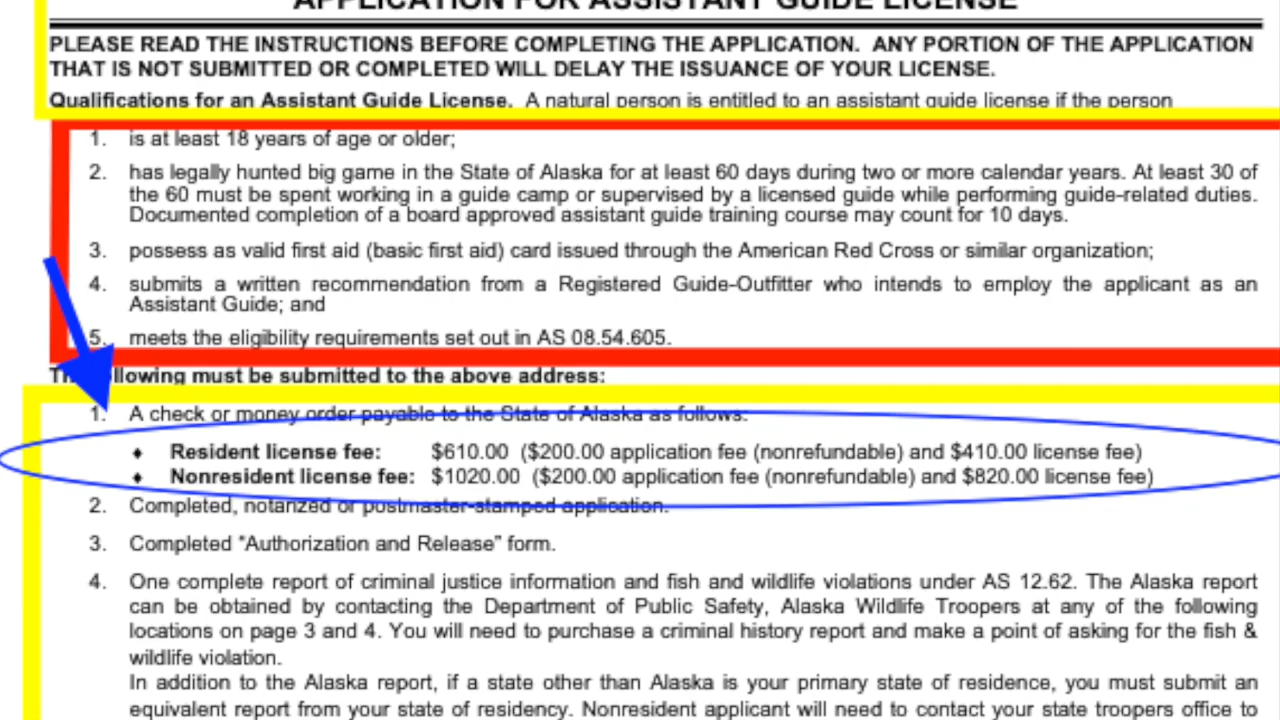 APPLICATION FOR ASSISTANT GUIDE LICENSE
PLEASE READ THE INSTRUCTIONS BEFORE COMPLETING THE APPLICATION. ANY PORTION OF THE APPLICATION
THAT IS NOT SUBMITTED OR COMPLETED WILL DELAY THE ISSUANCE OF YOUR LICENSE.
Qualifications for an Assistant Guide License. A natural person is entitled to an assistant guide license if the person
1. is at least 18 years of age or older;
2. has legally hunted big game in the State of Alaska for at least 60 days during two or more calendar years. At least 30 of
the 60 must be spent working in a guide camp or supervised by a licensed guide while performing guide-related duties.
Documented completion of a board approved assistant guide training course may count for 10 days.
3. possess as valid first aid (basic first aid) card issued through the American Red Cross or similar organization;
4. submits a written recommendation from a Registered Guide-Outfitter who intends to employ the applicant as an
Assistant Guide; and
5. meets the eligibility requirements set out in AS 08.54.605.
The following must be submitted to the above address:
1. A check or money order payable to the State of Alaska as follows:
♦ Resident license fee: $610.00 ($200.00 application fee (nonrefundable) and $410.00 license fee)
♦ Nonresident license fee: $1020.00 ($200.00 application fee (nonrefundable) and $820.00 license fee)
2. Completed, notarized or postmaster-stamped application.
3. Completed "Authorization and Release" form.
4. One complete report of criminal justice information and fish and wildlife violations under AS 12.62. The Alaska report
can be obtained by contacting the Department of Public Safety, Alaska Wildlife Troopers at any of the following
locations on page 3 and 4. You will need to purchase a criminal history report and make a point of asking for the fish &
wildlife violation.
In addition to the Alaska report, if a state other than Alaska is your primary state of residence, you must submit an
equivalent report from your state of residency. Nonresident applicant will need to contact your state troopers office to